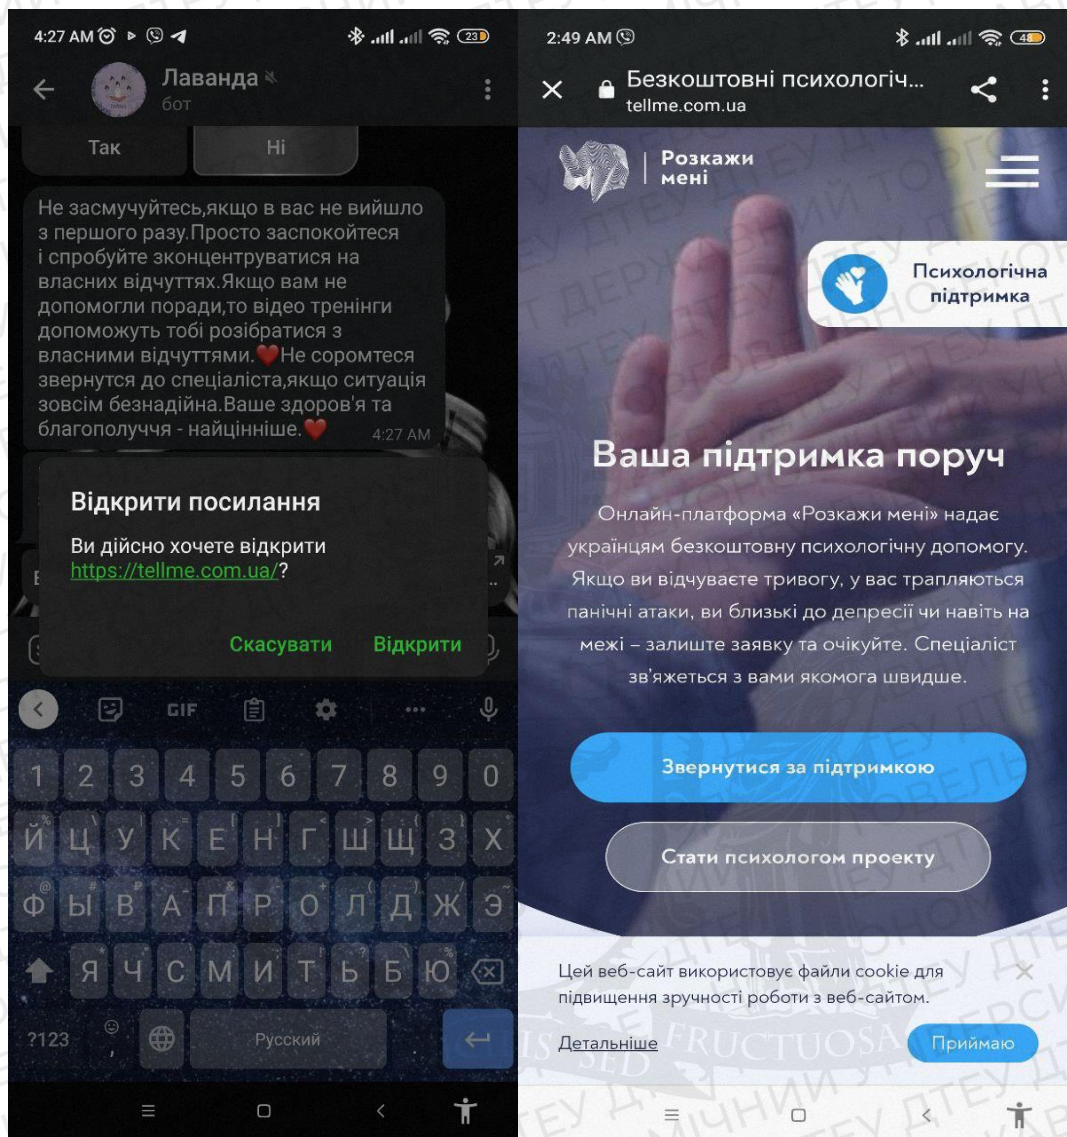 4:27 AM
23
Лаванда
бот
Так
Ні
Не засмучуйтесь,якщо в вас не вийшло
з першого разу.Просто заспокойтеся
і спробуйте зконцентруватися на
власних відчуттях.Якщо вам не
допомогли поради,то відео тренінги
допоможуть тобі розібратися з
власними відчуттями.❤️Не соромтеся
звернутся до спеціаліста,якщо ситуація
зовсім безнадійна.Ваше здоров'я та
благополуччя - найцінніше.❤️
4:27 AM
Відкрити посилання
Ви дійсно хочете відкрити
https://tellme.com.ua/?
Скасувати Відкрити
GIF
1 2 3 4 5 6 7 8 9 0
Й Ц У К Е Н Г Ш Щ З Х
Ф Ы В А П Р О Л Д Ж Э
Я Ч С М И Т Ь Б Ю
?123 , Русский
2:49 AM
48
Безкоштовні психологіч...
tellme.com.ua
Розкажи
мені
Психологічна
підтримка
Ваша підтримка поруч
Онлайн-платформа «Розкажи мені» надає
українцям безкоштовну психологічну допомогу.
Якщо ви відчуваєте тривогу, у вас трапляються
панічні атаки, ви близькі до депресії чи навіть на
межі – залиште заявку та очікуйте. Спеціаліст
зв'яжеться з вами якомога швидше.
Звернутися за підтримкою
Стати психологом проекту
Цей веб-сайт використовує файли cookie для
підвищення зручності роботи з веб-сайтом.
Детальніше
Приймаю